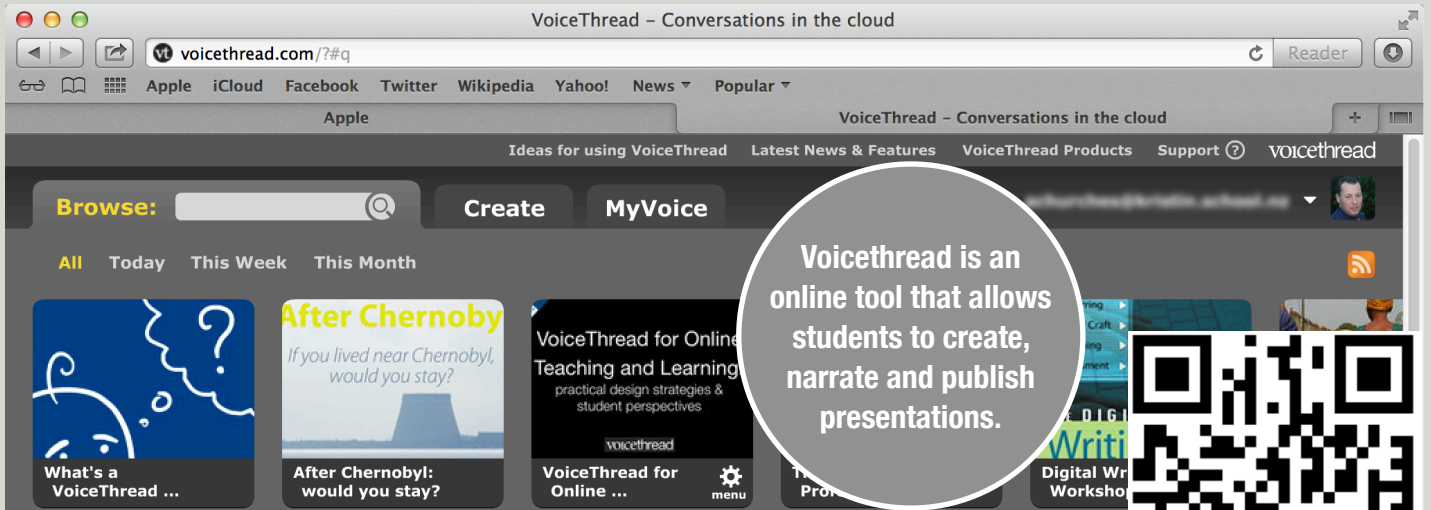 VoiceThread – Conversations in the cloud
voicethread.com/?#q
Reader
Apple iCloud Facebook Twitter Wikipedia Yahoo! News Popular
Apple
VoiceThread – Conversations in the cloud
Ideas for using VoiceThread Latest News & Features VoiceThread Products Support ? voicethread
Browse:
Create
MyVoice
All Today This Week This Month
Voicethread is an
online tool that allows
students to create,
narrate and publish
presentations.
What's a
VoiceThread ...
After Chernoby
If you lived near Chernobyl,
would you stay?
After Chernobyl:
would you stay?
VoiceThread for Online
Teaching and Learning
practical design strategies &
student perspectives
voicethread
VoiceThread for
Online ...
menu
Craft
DIGI
Writi
Digital Wr
Worksho